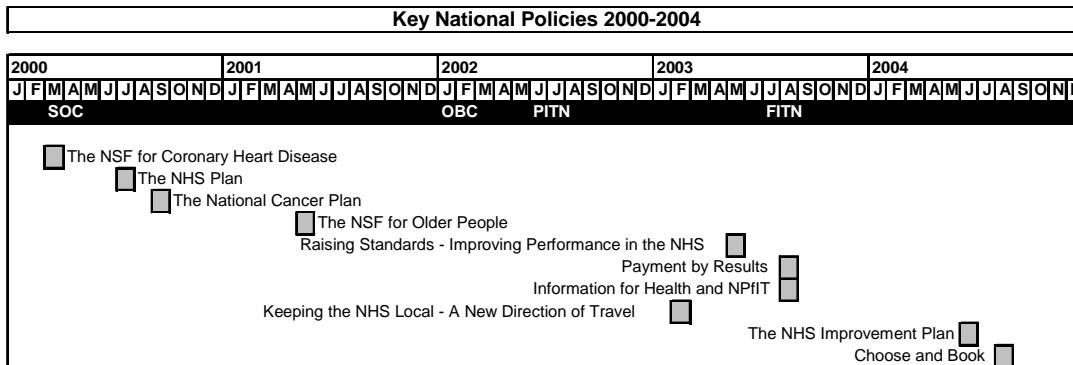 Key National Policies 2000-2004
2000 2001 2002 2003 2004
J F M A M J J A S O N D J F M A M J J A S O N D J F M A M J J A S O N D J F M A M J J A S O N D J F M A M J J A S O N
SOC OBC PITN FITN
The NSF for Coronary Heart Disease
The NHS Plan
The National Cancer Plan
The NSF for Older People
Raising Standards - Improving Performance in the NHS
Payment by Results
Information for Health and NPfIT
Keeping the NHS Local - A New Direction of Travel
The NHS Improvement Plan
Choose and Book